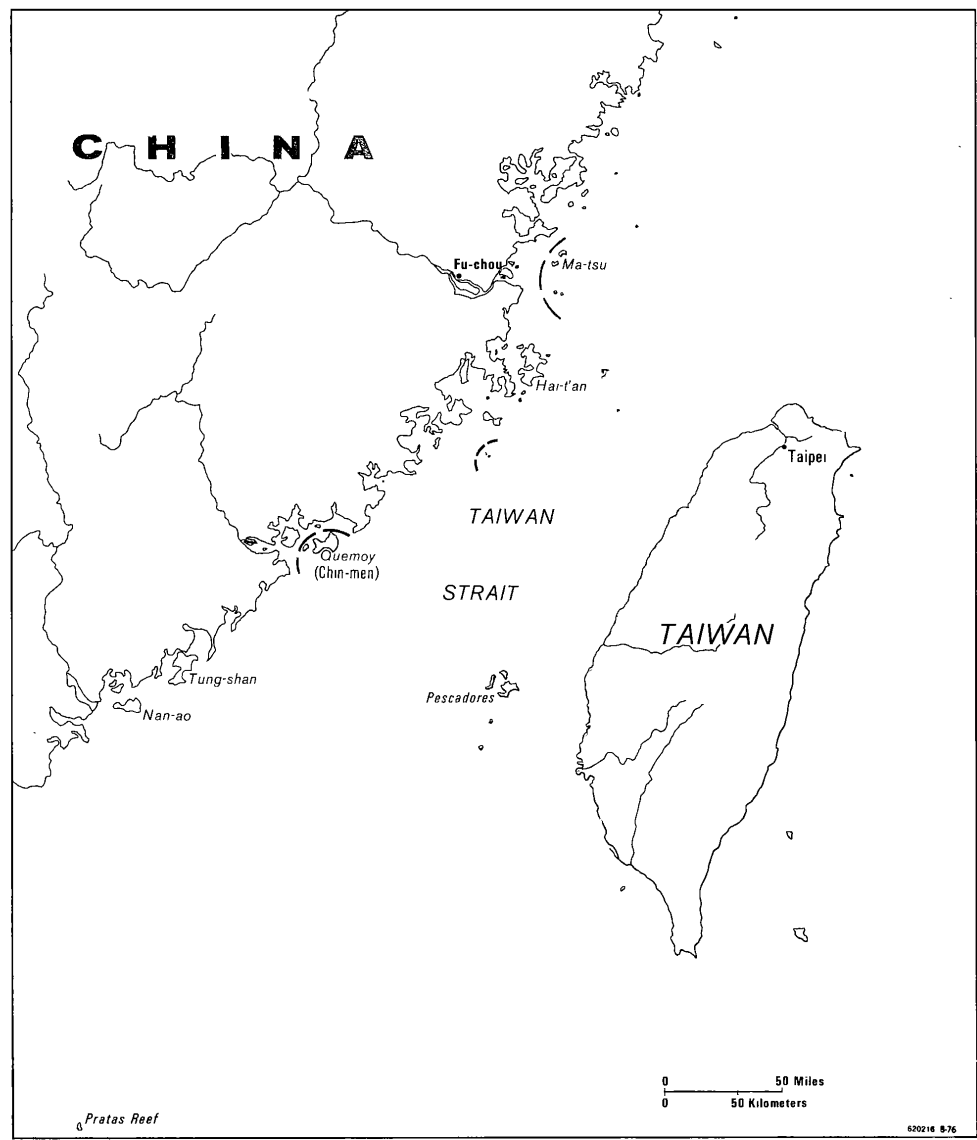 CHINA
Fu-chou
Ma-tsu
Hai-t'an
Taipei
TAIWAN
Quemoy
(Chin-men)
STRAIT
TAIWAN
Tung-shan
Pescadores
Nan-ao
0 50 Miles
0 50 Kilometers
Pratas Reef
620216 8-76